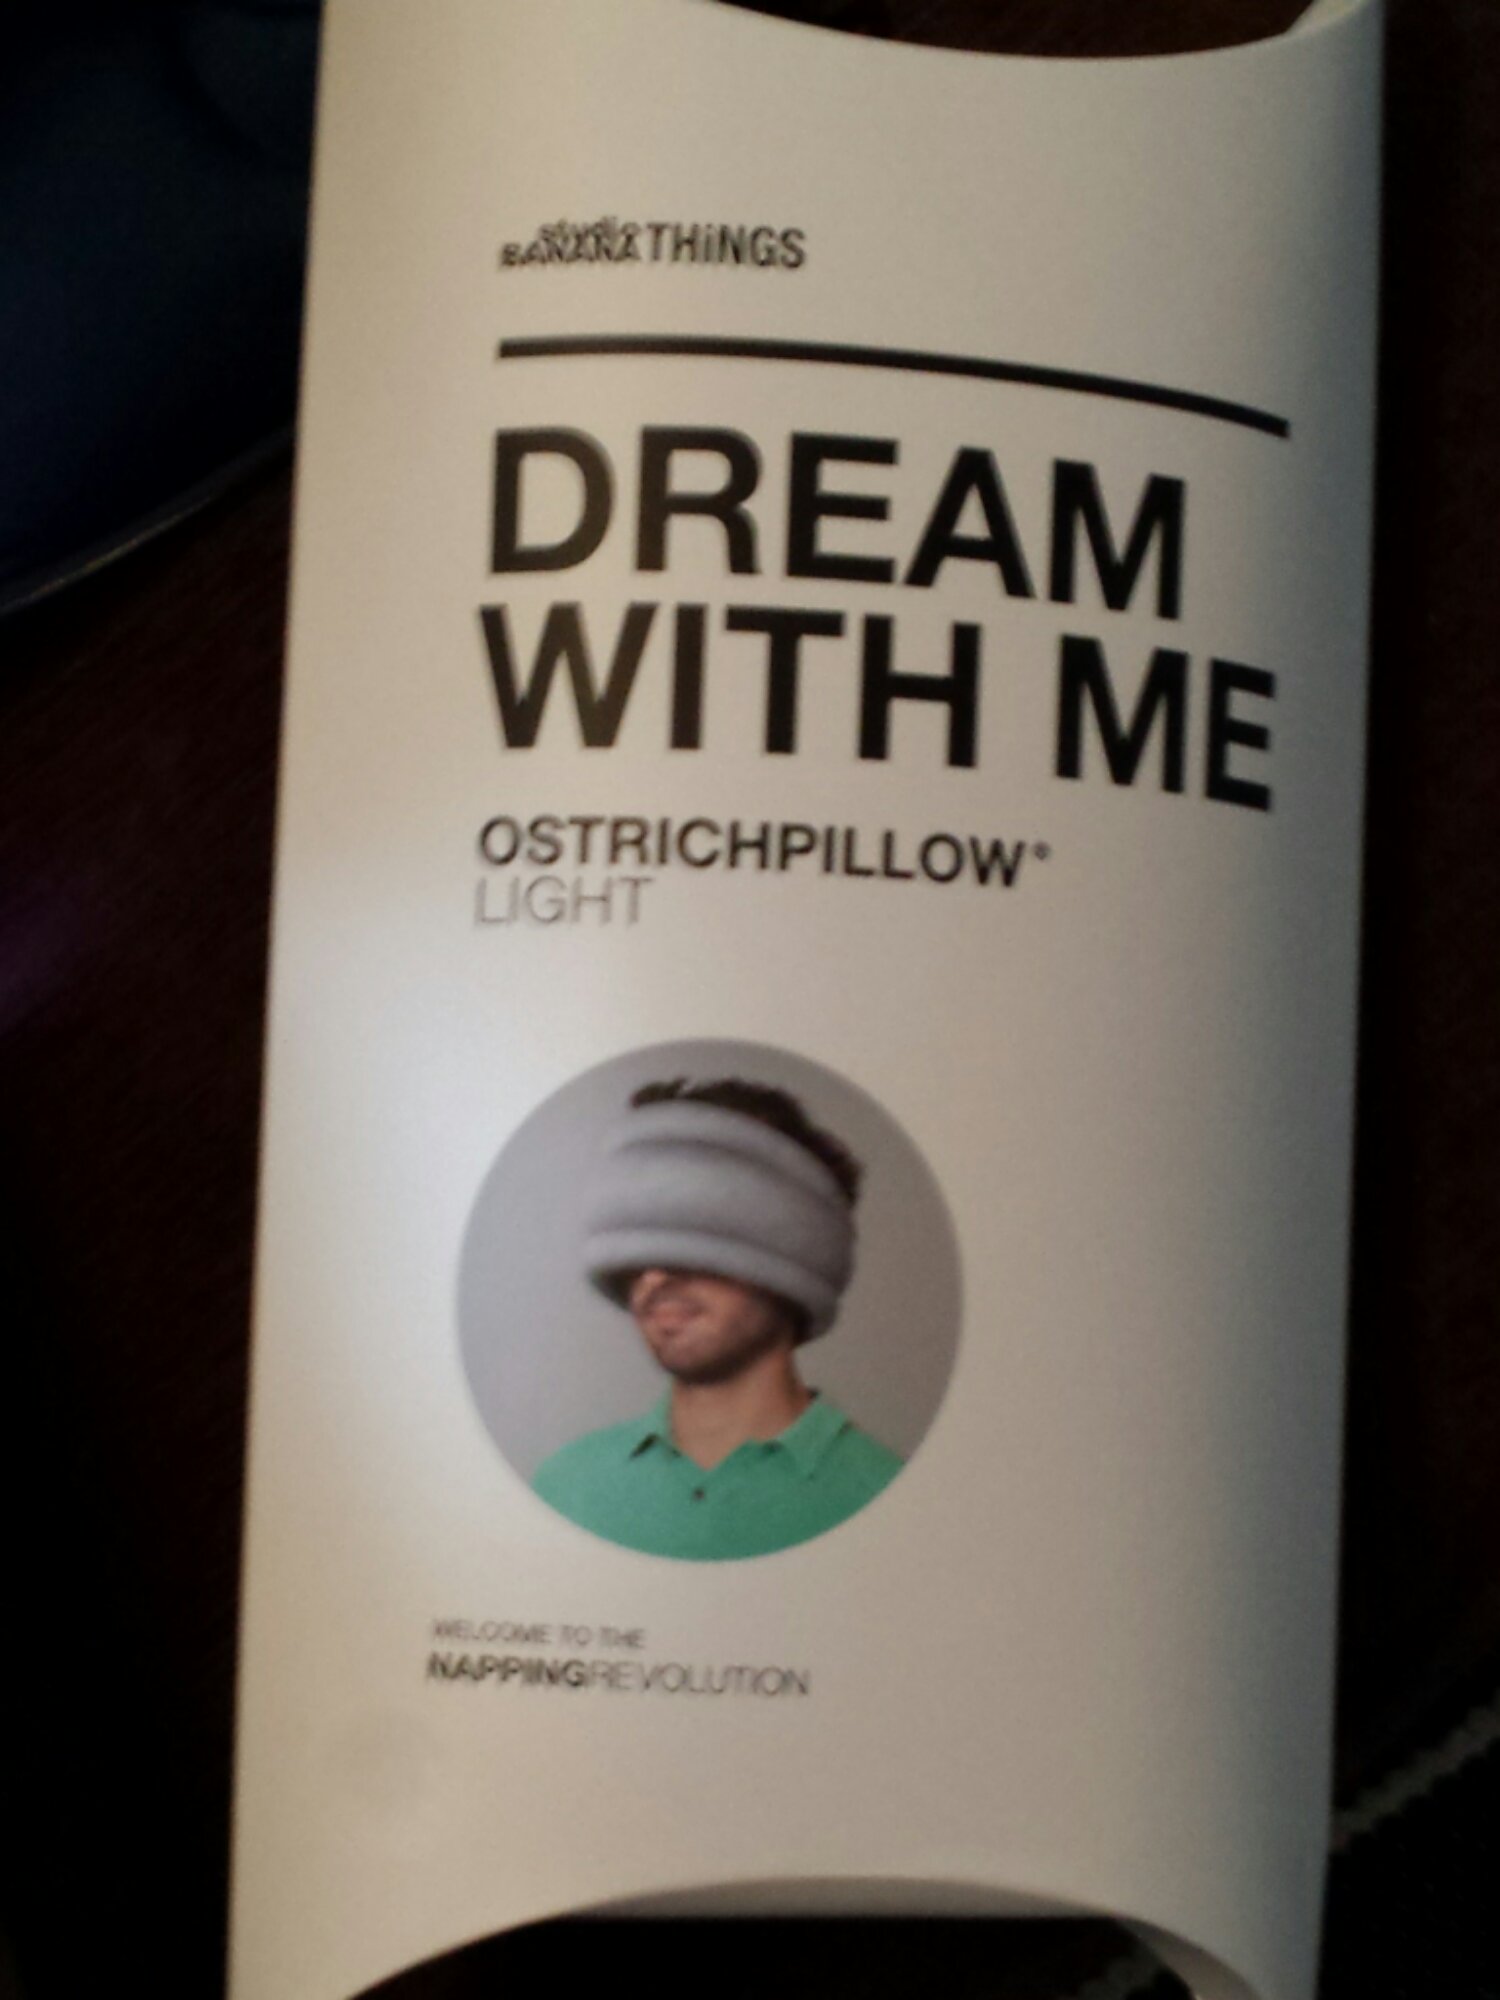 studio
BANANA THiNGS
DREAM
WITH ME
OSTRICHPILLOW®
LIGHT
WELCOME TO THE
NAPPINGREVOLUTION